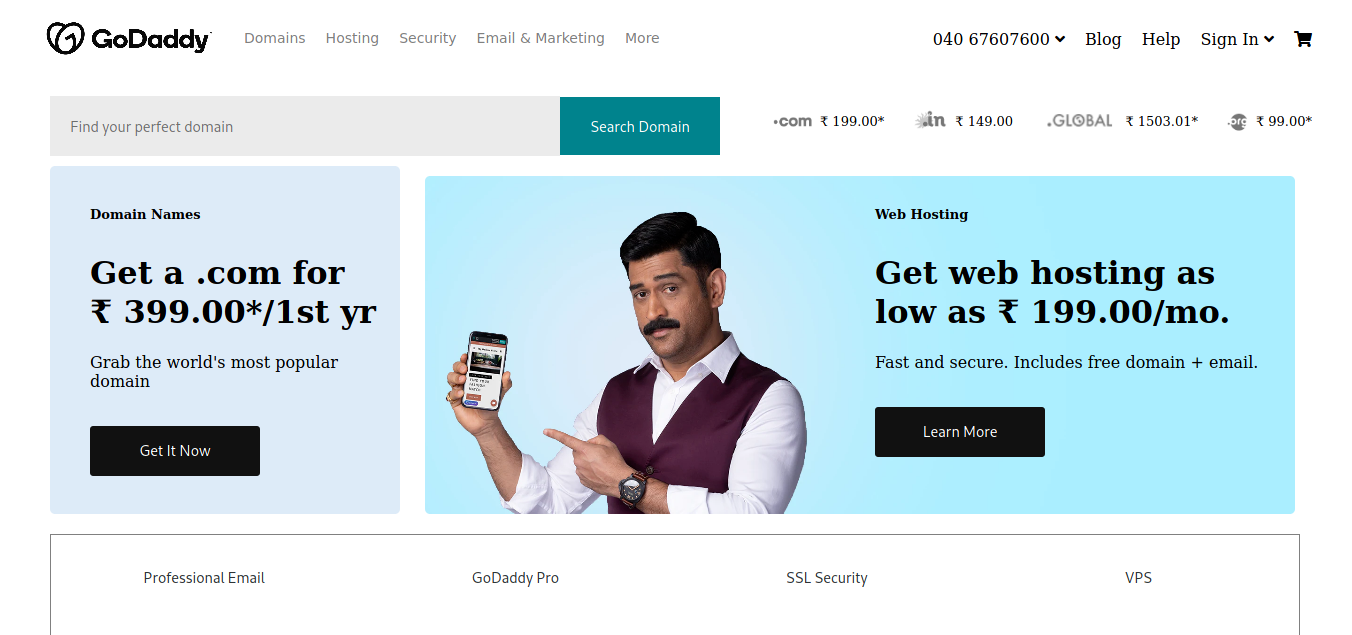 GoDaddy
Domains Hosting Security Email & Marketing More
040 67607600 Blog Help Sign In
Find your perfect domain
Search Domain
.com ₹ 199.00*
.in ₹ 149.00
.GLOBAL ₹ 1503.01*
.org ₹ 99.00*
Domain Names
Get a .com for
₹ 399.00*/1st yr
Grab the world's most popular
domain
Get It Now
Web Hosting
Get web hosting as
low as ₹ 199.00/mo.
Fast and secure. Includes free domain + email.
Learn More
Professional Email
GoDaddy Pro
SSL Security
VPS